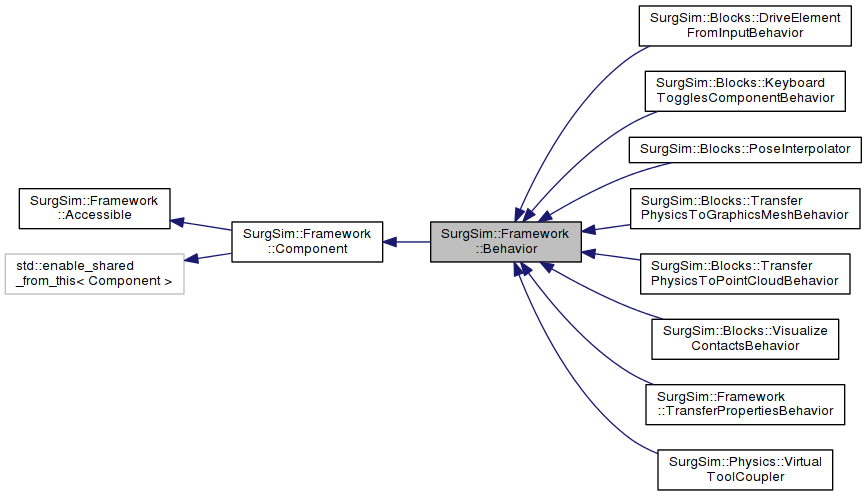 SurgSim::Framework
::Accessible
std::enable_shared
_from_this< Component >
SurgSim::Framework
::Component
SurgSim::Framework
::Behavior
SurgSim::Blocks::DriveElement
FromInputBehavior
SurgSim::Blocks::Keyboard
TogglesComponentBehavior
SurgSim::Blocks::PoseInterpolator
SurgSim::Blocks::Transfer
PhysicsToGraphicsMeshBehavior
SurgSim::Blocks::Transfer
PhysicsToPointCloudBehavior
SurgSim::Blocks::Visualize
ContactsBehavior
SurgSim::Framework
::TransferPropertiesBehavior
SurgSim::Physics::Virtual
ToolCoupler